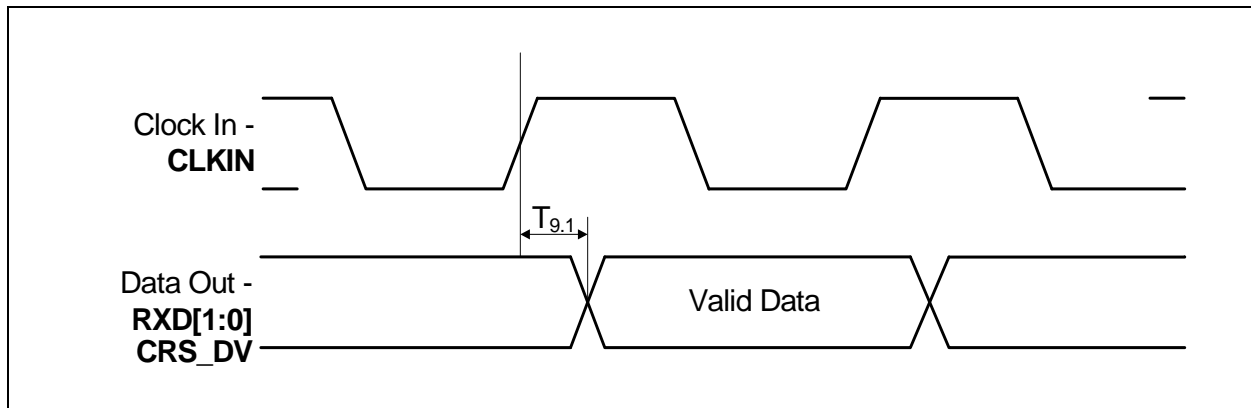 Clock In -
CLKIN
T9.1
Data Out -
RXD[1:0]
CRS_DV
Valid Data